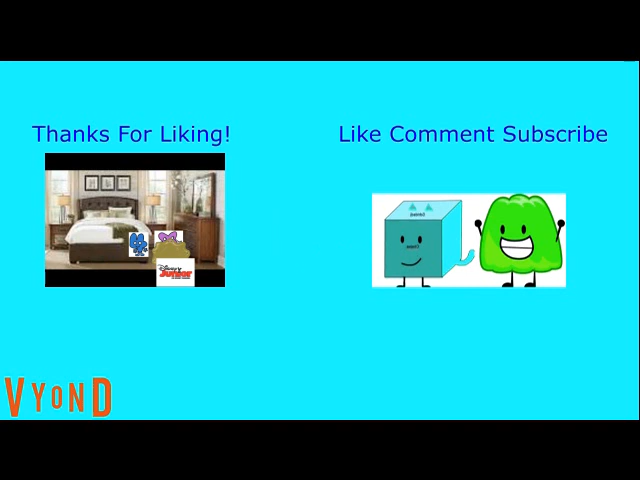 Thanks For Liking!
Like Comment Subscribe
Disney
Junior
VYOND